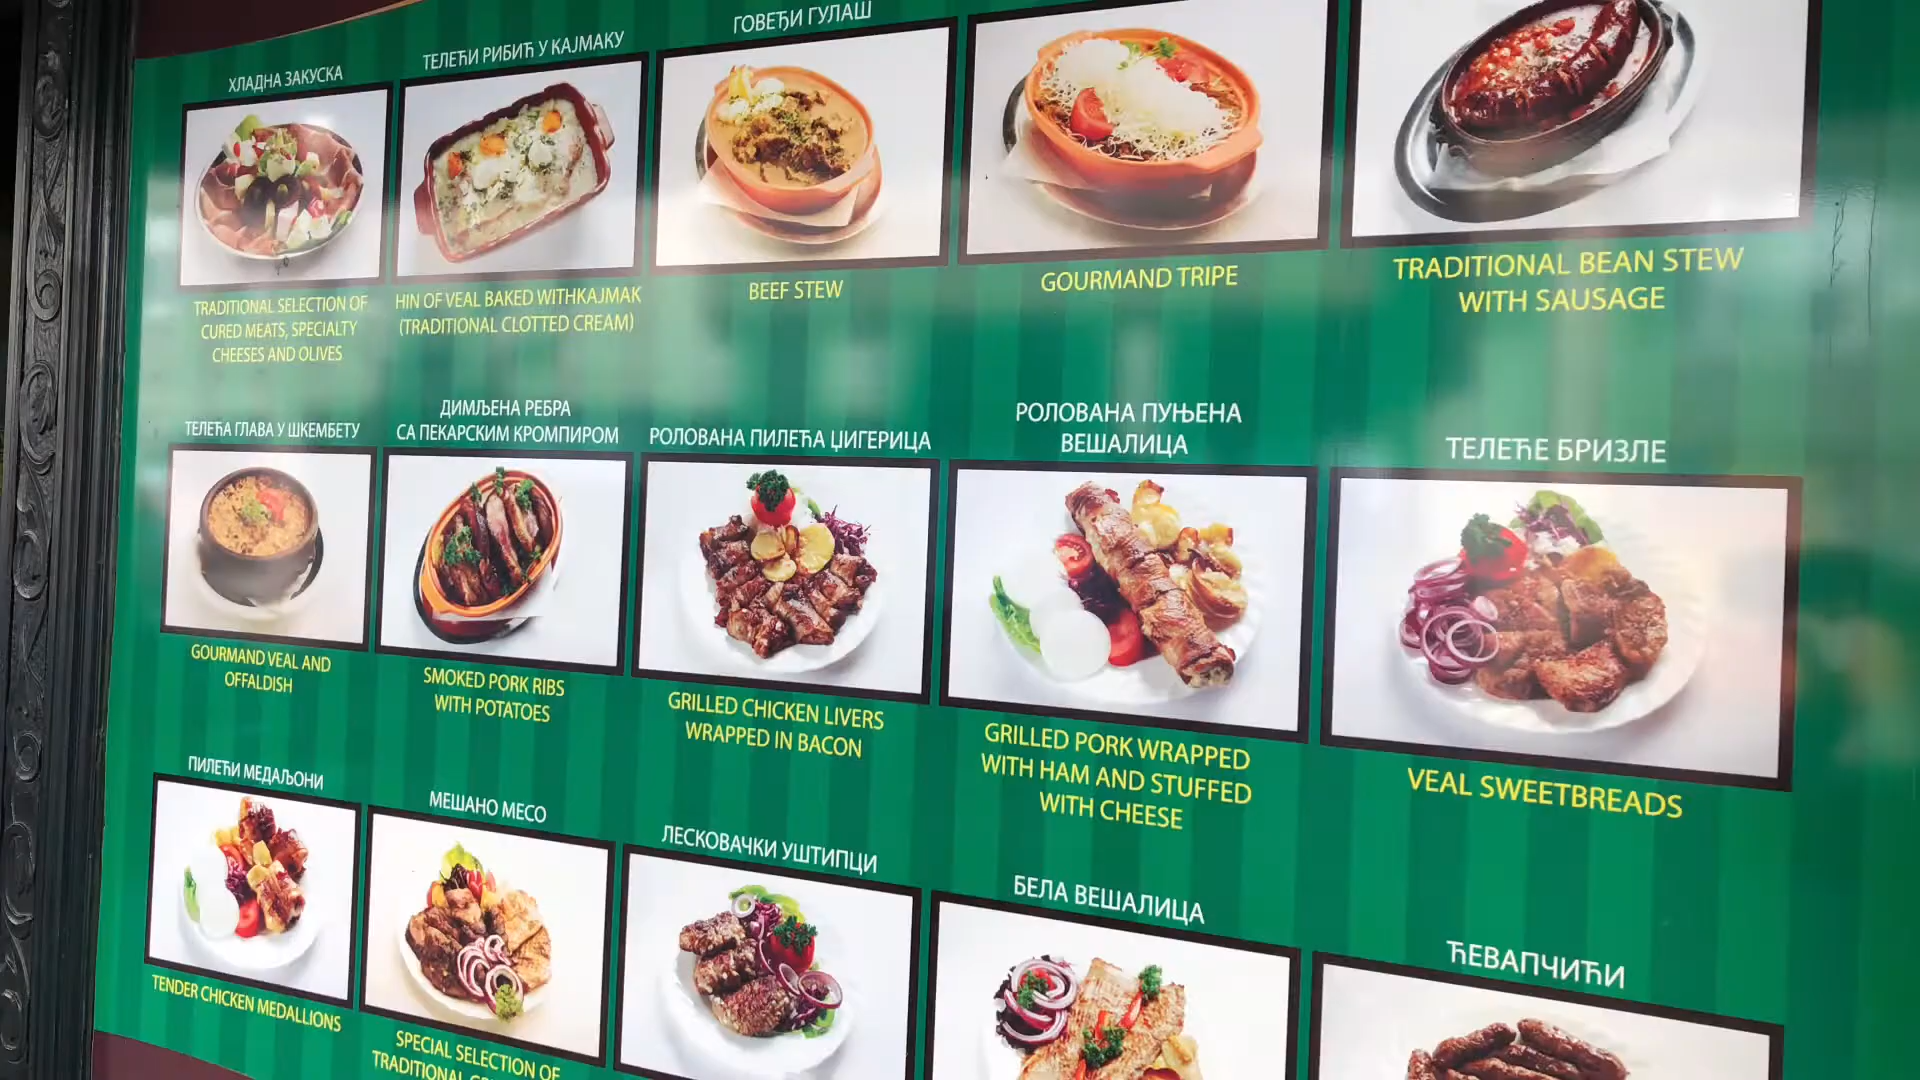 ХЛАДНА ЗАКУСКА
ТЕЛЕЋИ РИБИЋ У КАЈМАКУ
ГОВЕЂИ ГУЛАШ
TRADITIONAL SELECTION OF
CURED MEATS, SPECIALTY
CHEESES AND OLIVES
HIN OF VEAL BAKED WITHKAJMAK
(TRADITIONAL CLOTTED CREAM)
BEEF STEW
GOURMAND TRIPE
TRADITIONAL BEAN STEW
WITH SAUSAGE
ТЕЛЕЋА ГЛАВА У ШКЕМБЕТУ
ДИМЉЕНА РЕБРА
СА ПЕКАРСКИМ КРОМПИРОМ
РОЛОВАНА ПИЛЕЋА ЏИГЕРИЦА
РОЛОВАНА ПУЊЕНА
ВЕШАЛИЦА
ТЕЛЕЋЕ БРИЗЛЕ
GOURMAND VEAL AND
OFFALDISH
SMOKED PORK RIBS
WITH POTATOES
GRILLED CHICKEN LIVERS
WRAPPED IN BACON
GRILLED PORK WRAPPED
WITH HAM AND STUFFED
WITH CHEESE
VEAL SWEETBREADS
ПИЛЕЋИ МЕДАЉОНИ
МЕШАНО МЕСО
ЛЕСКОВАЧКИ УШТИПЦИ
БЕЛА ВЕШАЛИЦА
ЋЕВАПЧИЋИ
TENDER CHICKEN MEDALLIONS
SPECIAL SELECTION OF
TRADITIONAL